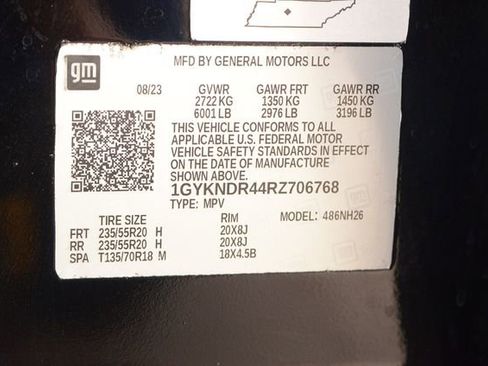 gm
MFD BY GENERAL MOTORS LLC
08/23 GVWR GAWR FRT GAWR RR
2722 KG 1350 KG 1450 KG
6001 LB 2976 LB 3196 LB
THIS VEHICLE CONFORMS TO ALL
APPLICABLE U.S. FEDERAL MOTOR
VEHICLE SAFETY STANDARDS IN EFFECT
ON THE DATE OF MANUFACTURE
SHOWN ABOVE.
1GYKNDR44RZ706768
TYPE: MPV MODEL: 486NH26
TIRE SIZE RIM
FRT 235/55R20 H 20X8J
RR 235/55R20 H 20X8J
SPA T135/70R18 M 18X4.5B